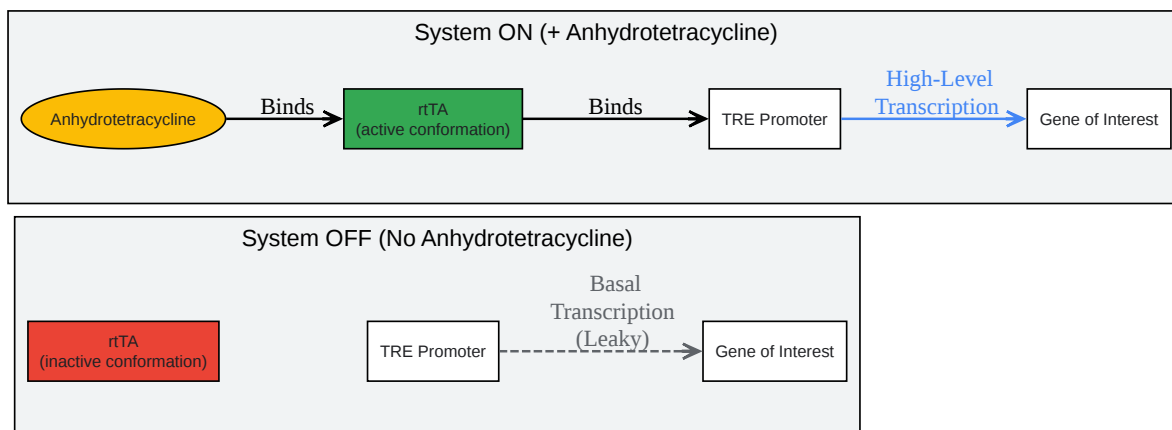 System ON (+ Anhydrotetracycline)
Anhydrotetracycline
Binds
rtTA
(active conformation)
Binds
TRE Promoter
High-Level
Transcription
Gene of Interest
System OFF (No Anhydrotetracycline)
rtTA
(inactive conformation)
TRE Promoter
Basal
Transcription
(Leaky)
Gene of Interest